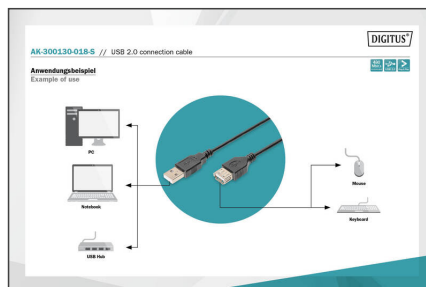 DIGITUS®
AK-300130-018-S // USB 2.0 connection cable
Anwendungsbeispiel
Example of use
PC
Notebook
USB Hub
Mouse
Keyboard